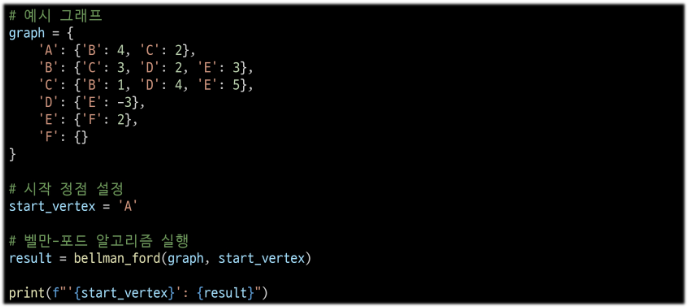 # 예시 그래프
graph = {
    'A': {'B': 4, 'C': 2},
    'B': {'C': 3, 'D': 2, 'E': 3},
    'C': {'B': 1, 'D': 4, 'E': 5},
    'D': {'E': -3},
    'E': {'F': 2},
    'F': {}
}
# 시작 정점 설정
start_vertex = 'A'
# 벨만-포드 알고리즘 실행
result = bellman_ford(graph, start_vertex)
print(f"'{start_vertex}': {result}")